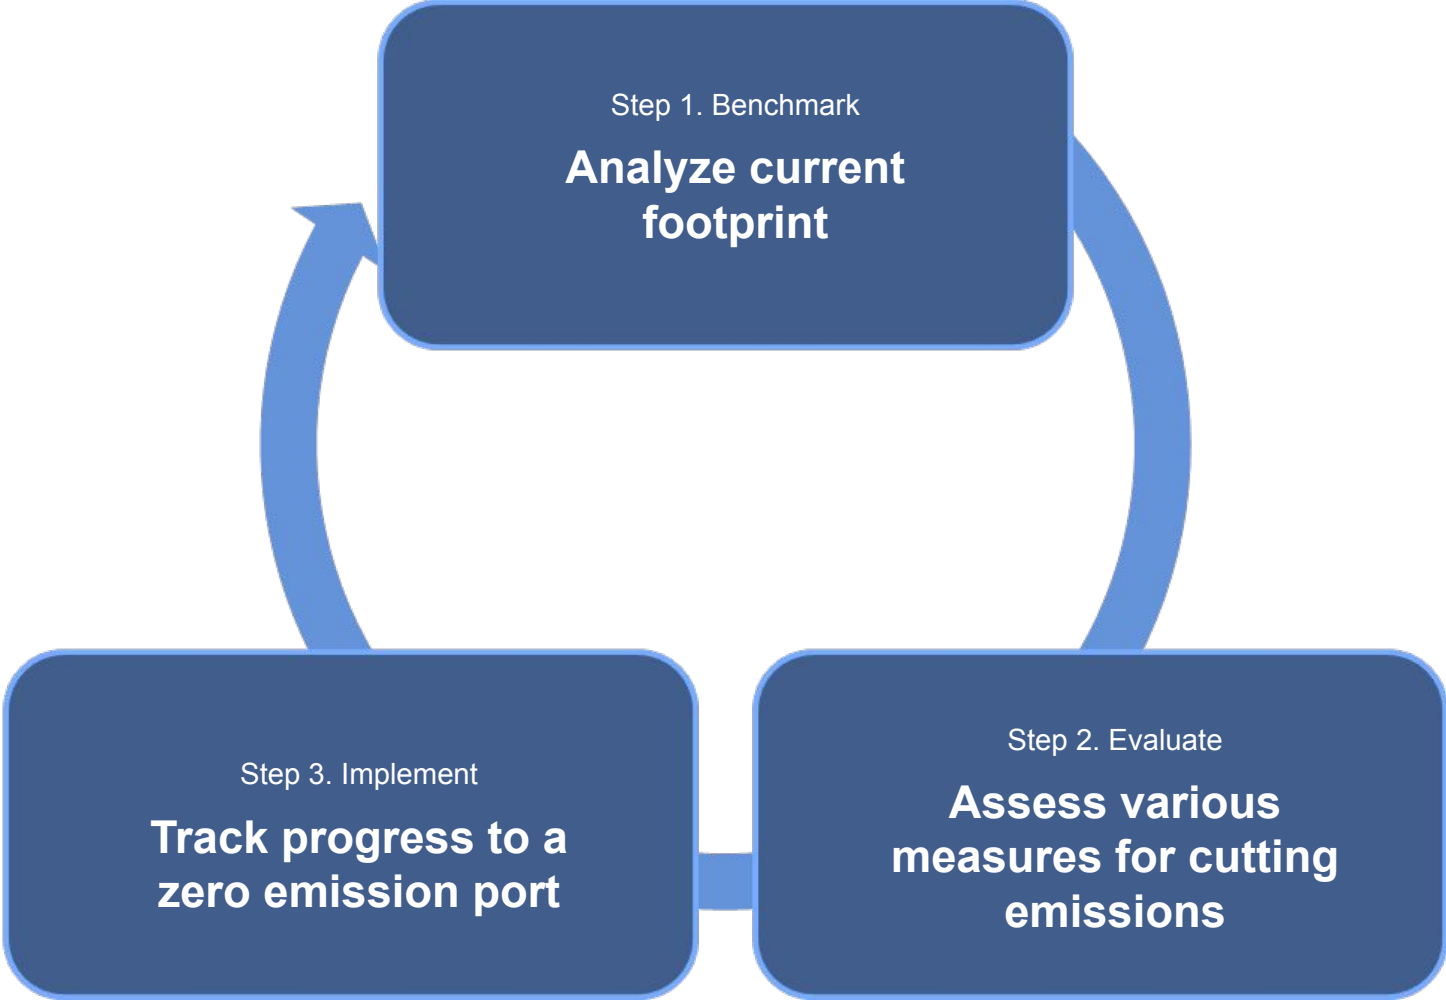 Step 1. Benchmark
Analyze current
footprint
Step 2. Evaluate
Assess various
measures for cutting
emissions
Step 3. Implement
Track progress to a
zero emission port